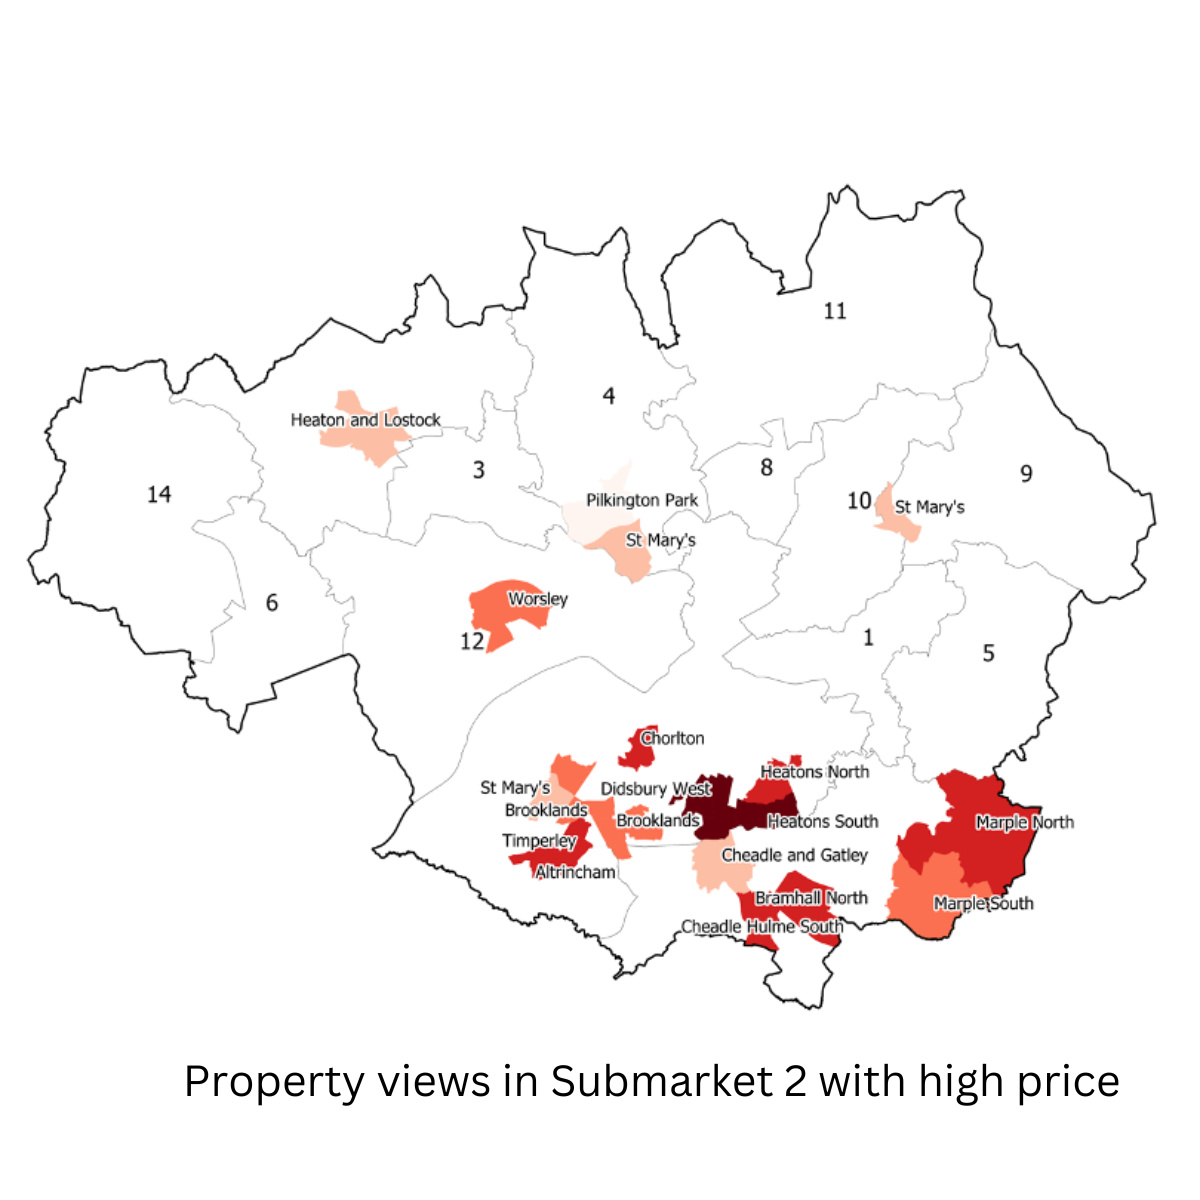 11
4
Heaton and Lostock
3
8
9
14
Pilkington Park
10
St Mary's
St Mary's
6
Worsley
12
1
5
Chorlton
Heatons North
St Mary's
Didsbury West
Brooklands
Brooklands
Heatons South
Marple North
Timperley
Cheadle and Gatley
Altrincham
Bramhall North
Marple South
Cheadle Hulme South
Property views in Submarket 2 with high price